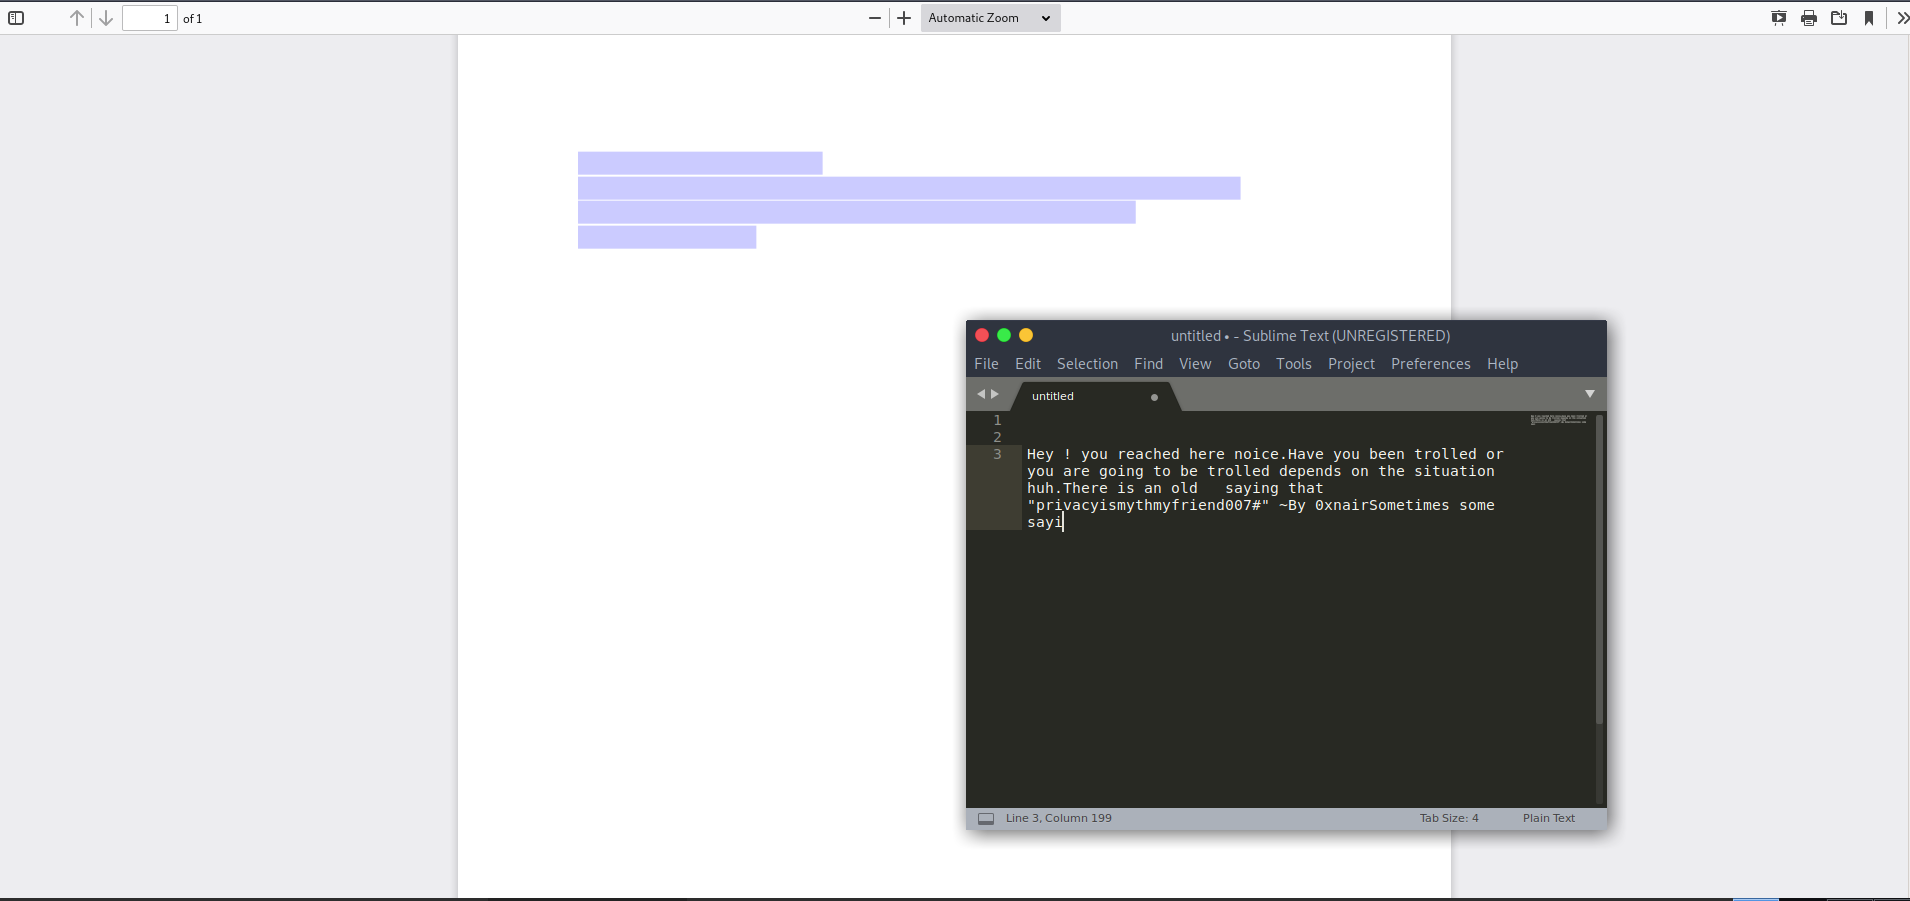 1 of 1
Automatic Zoom
untitled • - Sublime Text (UNREGISTERED)
File Edit Selection Find View Goto Tools Project Preferences Help
untitled
1
2
3 Hey ! you reached here noice.Have you been trolled or
you are going to be trolled depends on the situation
huh.There is an old   saying that
"privacyismythmyfriend007#" ~By 0xnairSometimes some
sayi
Line 3, Column 199 Tab Size: 4 Plain Text